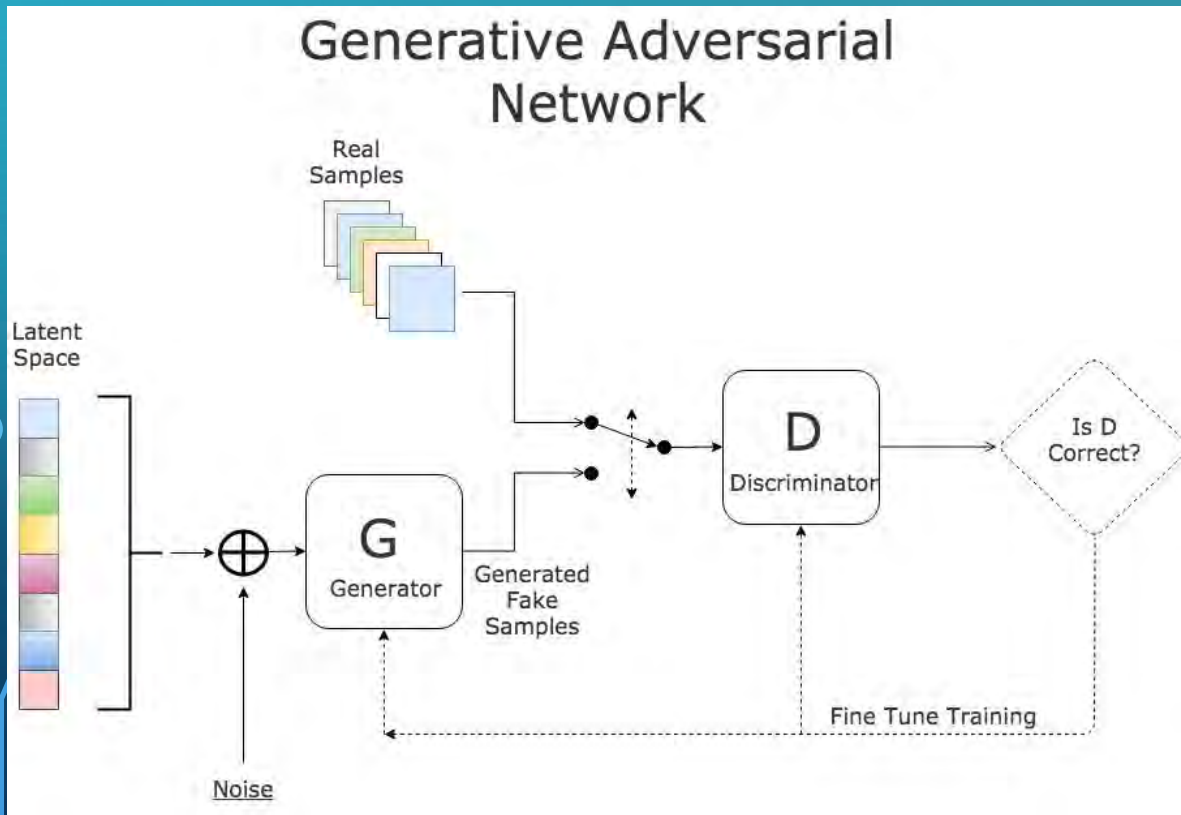 Generative Adversarial
Network
Real
Samples
Latent
Space
Is D
Correct?
D
Discriminator
G
Generator
Generated
Fake
Samples
Fine Tune Training
Noise